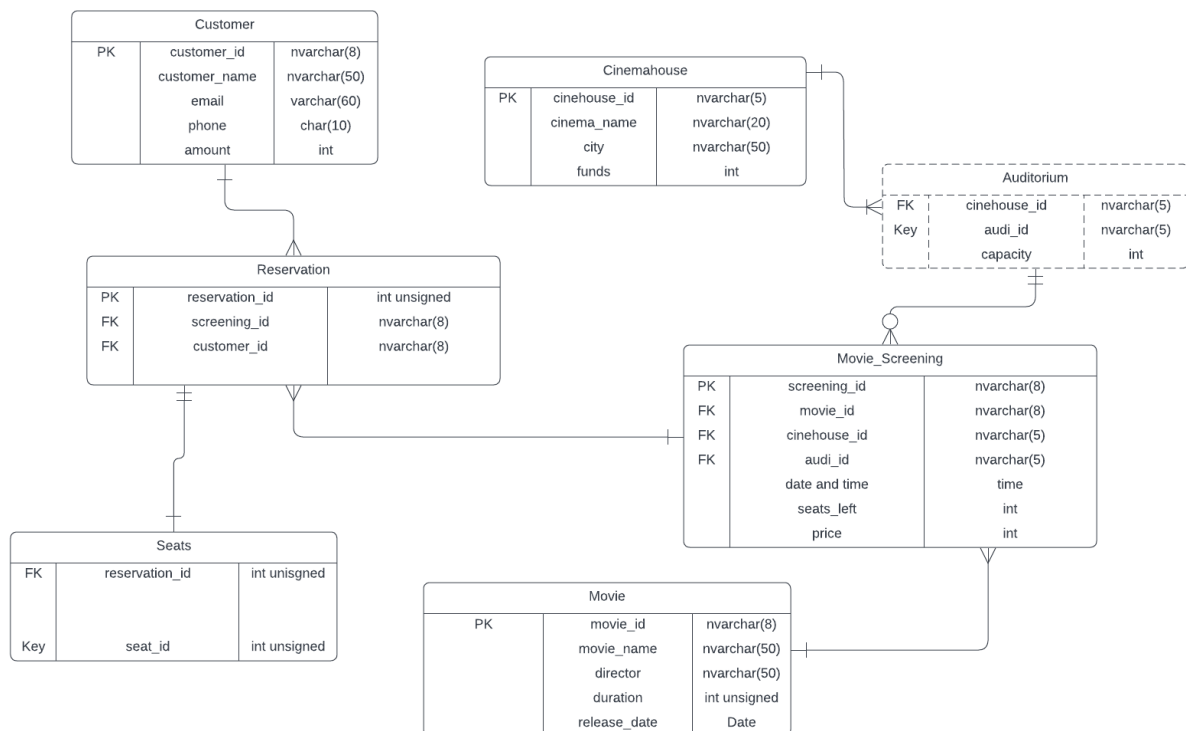 Customer
PK customer_id nvarchar(8)
customer_name nvarchar(50)
email varchar(60)
phone char(10)
amount int
Cinemahouse
PK cinehouse_id nvarchar(5)
cinema_name nvarchar(20)
city nvarchar(50)
funds int
Auditorium
FK cinehouse_id nvarchar(5)
Key audi_id nvarchar(5)
capacity int
Reservation
PK reservation_id int unsigned
FK screening_id nvarchar(8)
FK customer_id nvarchar(8)
Movie_Screening
PK screening_id nvarchar(8)
FK movie_id nvarchar(8)
FK cinehouse_id nvarchar(5)
FK audi_id nvarchar(5)
date and time time
seats_left int
price int
Seats
FK reservation_id int unisgned
Key seat_id int unsigned
Movie
PK movie_id nvarchar(8)
movie_name nvarchar(50)
director nvarchar(50)
duration int unsigned
release_date Date